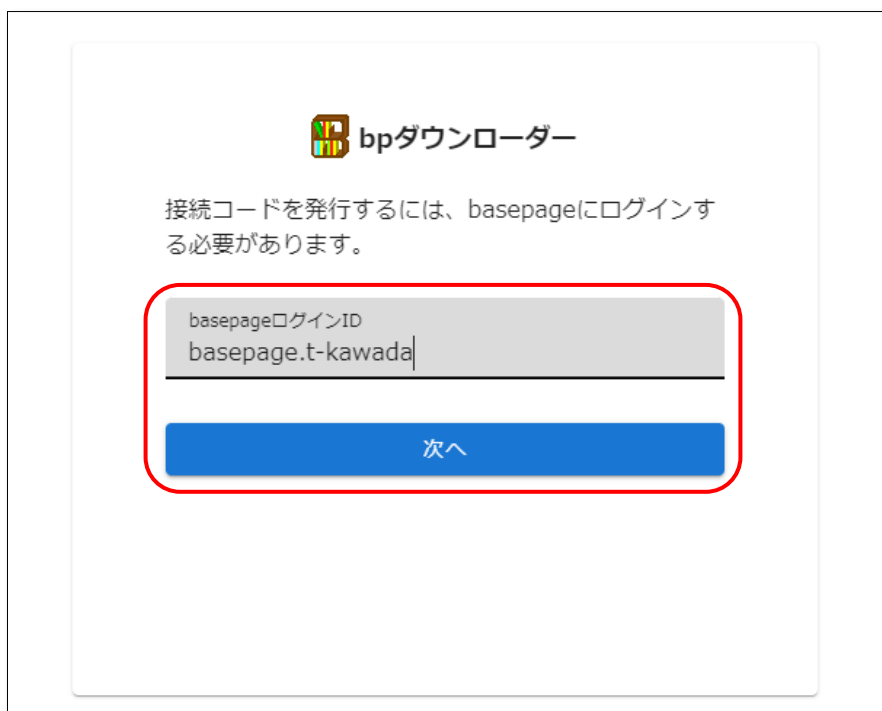 bpダウンローダー
接続コードを発行するには、basepageにログインす
る必要があります。
basepageログインID
basepage.t-kawada
次へ